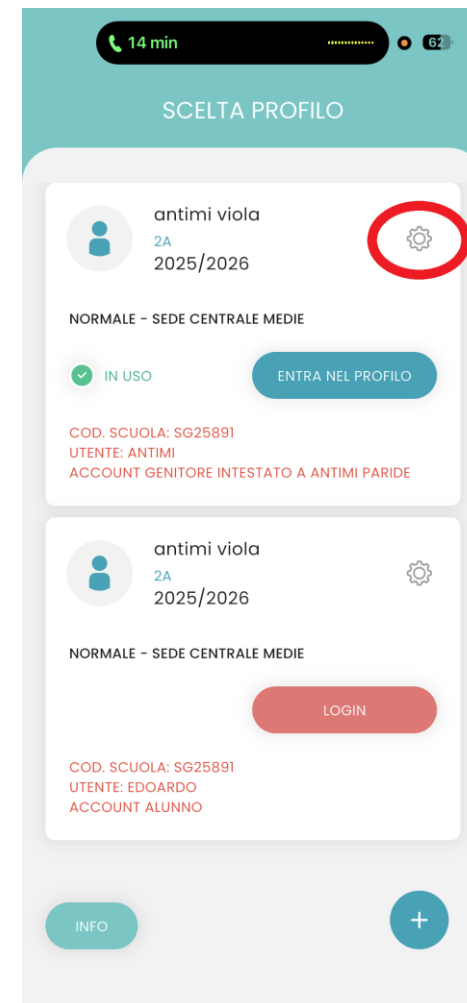 14 min
62
SCELTA PROFILO
antimi viola
2A
2025/2026
NORMALE - SEDE CENTRALE MEDIE
IN USO
ENTRA NEL PROFILO
COD. SCUOLA: SG25891
UTENTE: ANTIMI
ACCOUNT GENITORE INTESTATO A ANTIMI PARIDE
antimi viola
2A
2025/2026
NORMALE - SEDE CENTRALE MEDIE
LOGIN
COD. SCUOLA: SG25891
UTENTE: EDOARDO
ACCOUNT ALUNNO
INFO
+